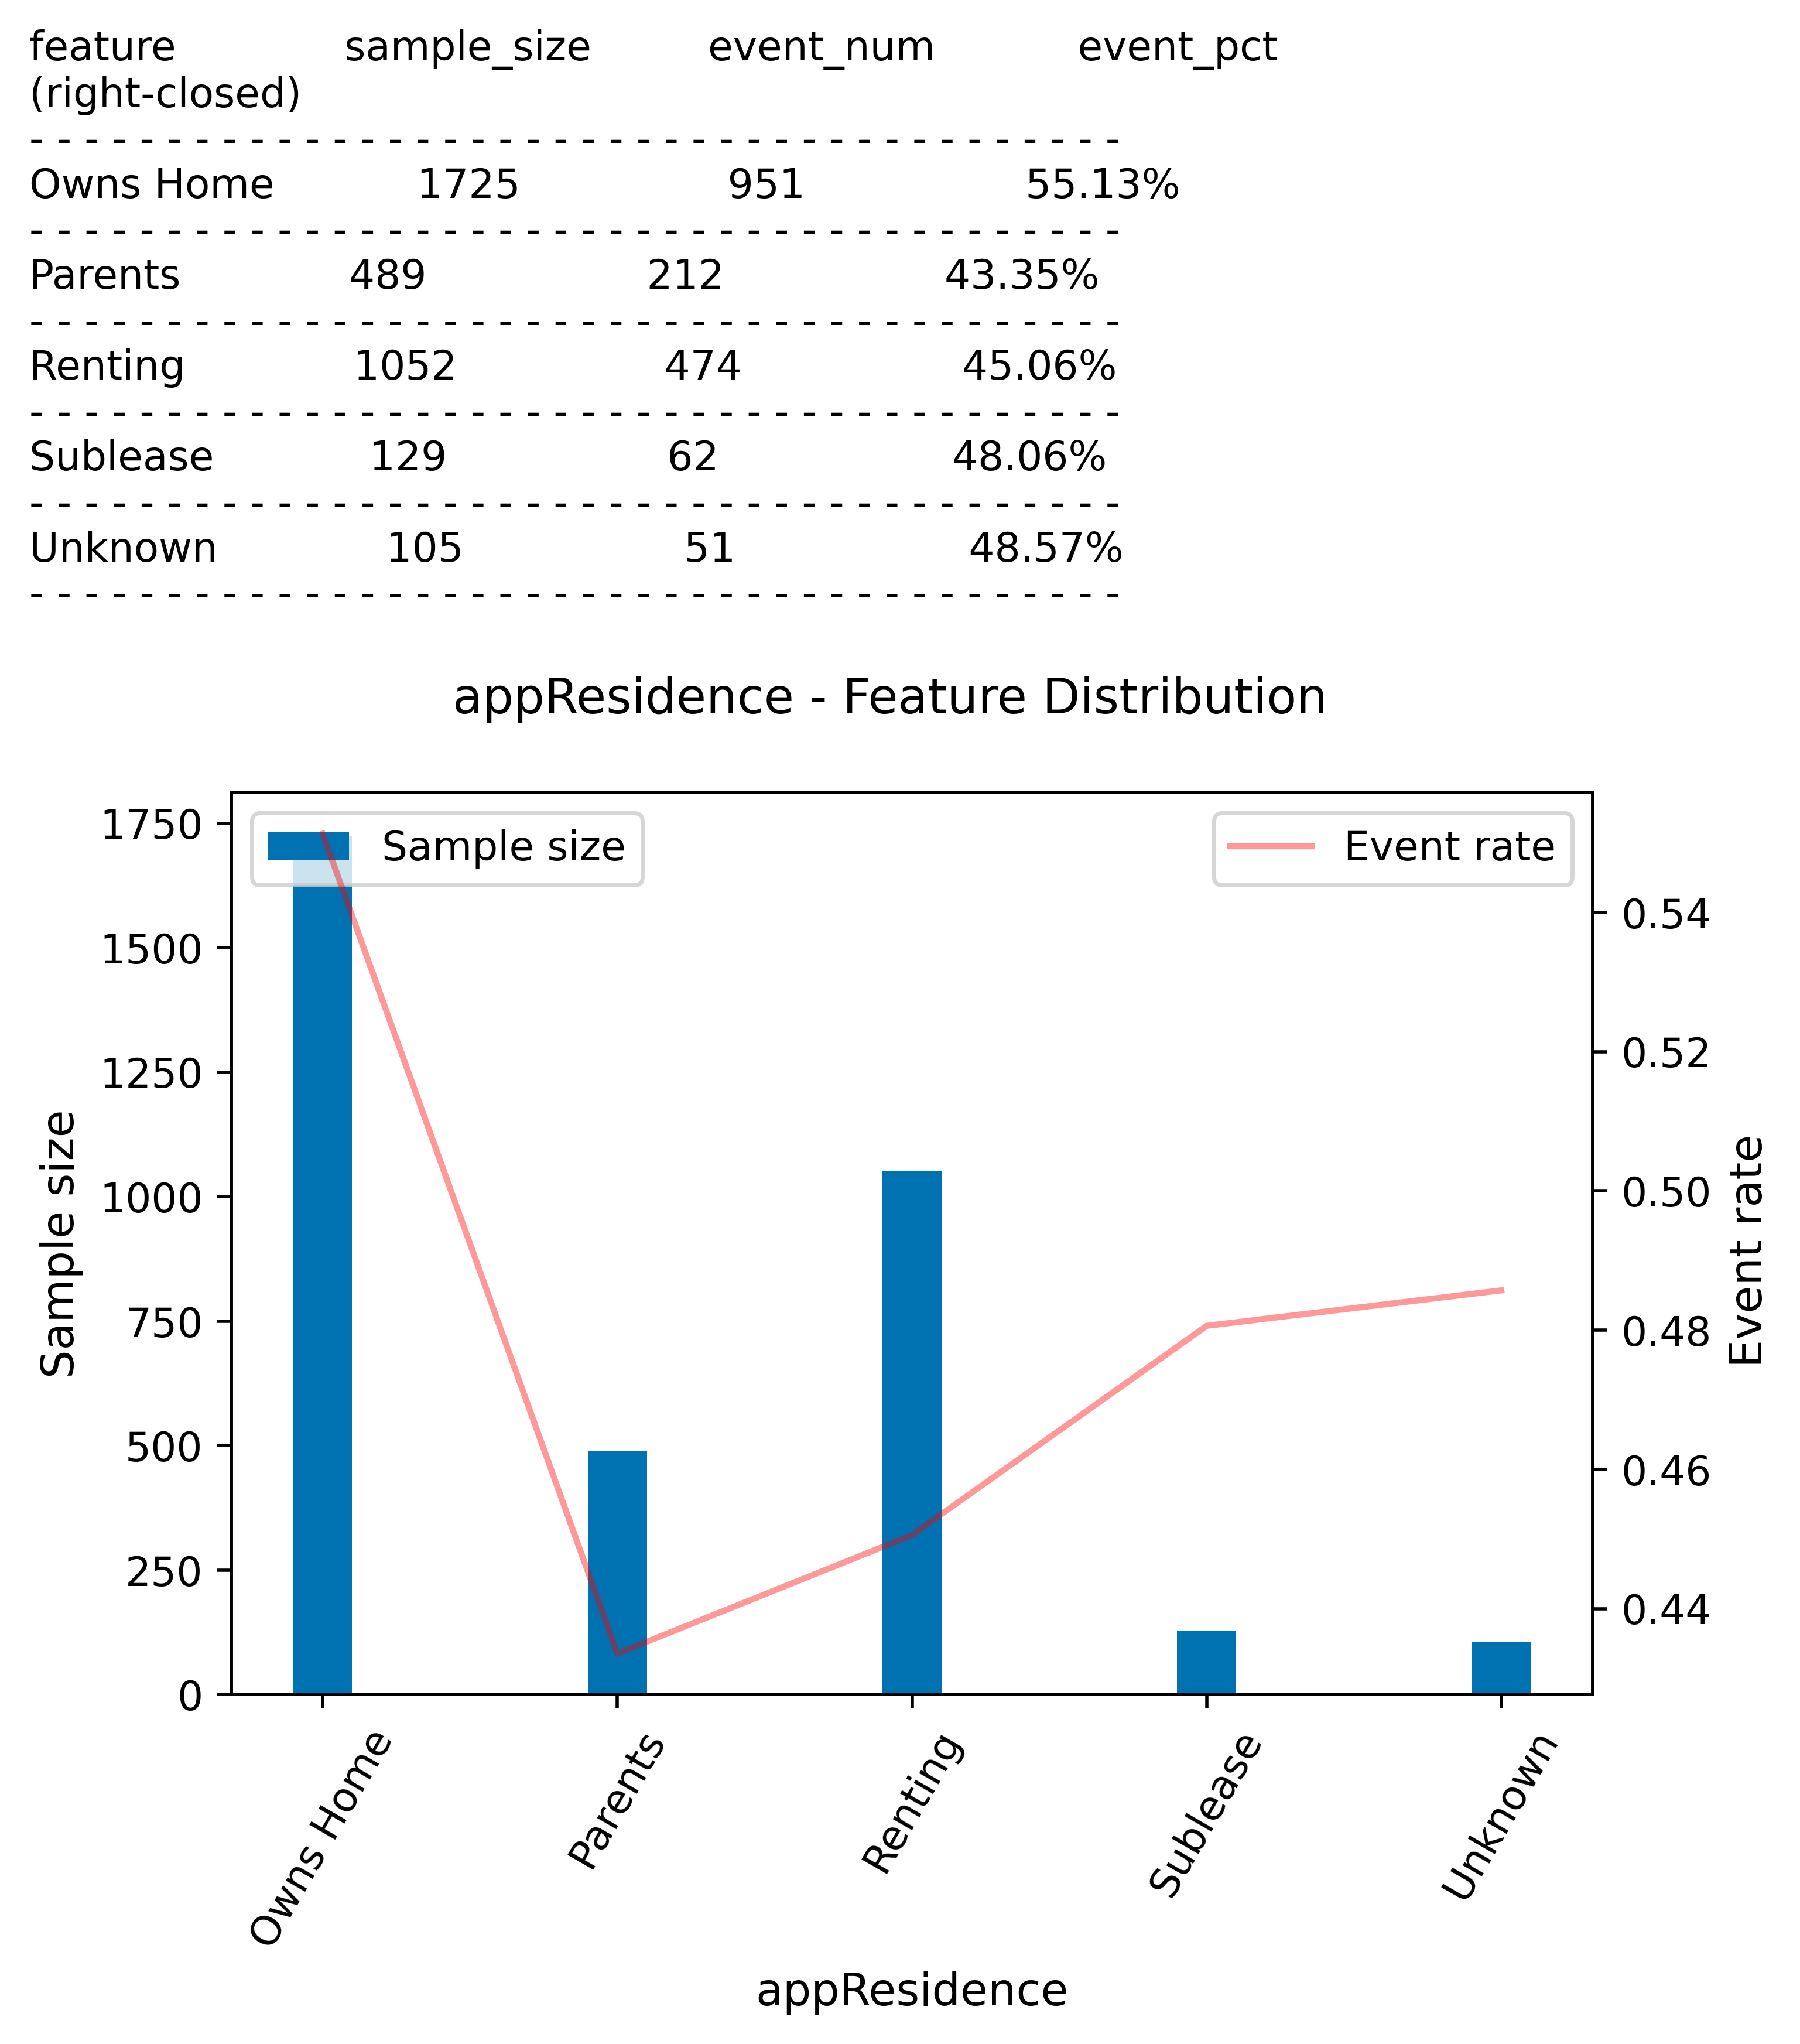 feature sample_size event_num event_pct
(right-closed)
- - - - - - - - - - - - - - - - - - - - - - - - - - - - - - - - - - - - - - - -
Owns Home 1725 951 55.13%
- - - - - - - - - - - - - - - - - - - - - - - - - - - - - - - - - - - - - - - -
Parents 489 212 43.35%
- - - - - - - - - - - - - - - - - - - - - - - - - - - - - - - - - - - - - - - -
Renting 1052 474 45.06%
- - - - - - - - - - - - - - - - - - - - - - - - - - - - - - - - - - - - - - - -
Sublease 129 62 48.06%
- - - - - - - - - - - - - - - - - - - - - - - - - - - - - - - - - - - - - - - -
Unknown 105 51 48.57%
- - - - - - - - - - - - - - - - - - - - - - - - - - - - - - - - - - - - - - - -
appResidence - Feature Distribution
Sample size
Event rate
1750
1500
1250
1000
750
500
250
0
Sample size
0.54
0.52
0.50
0.48
0.46
0.44
Event rate
Owns Home
Parents
Renting
Sublease
Unknown
appResidence